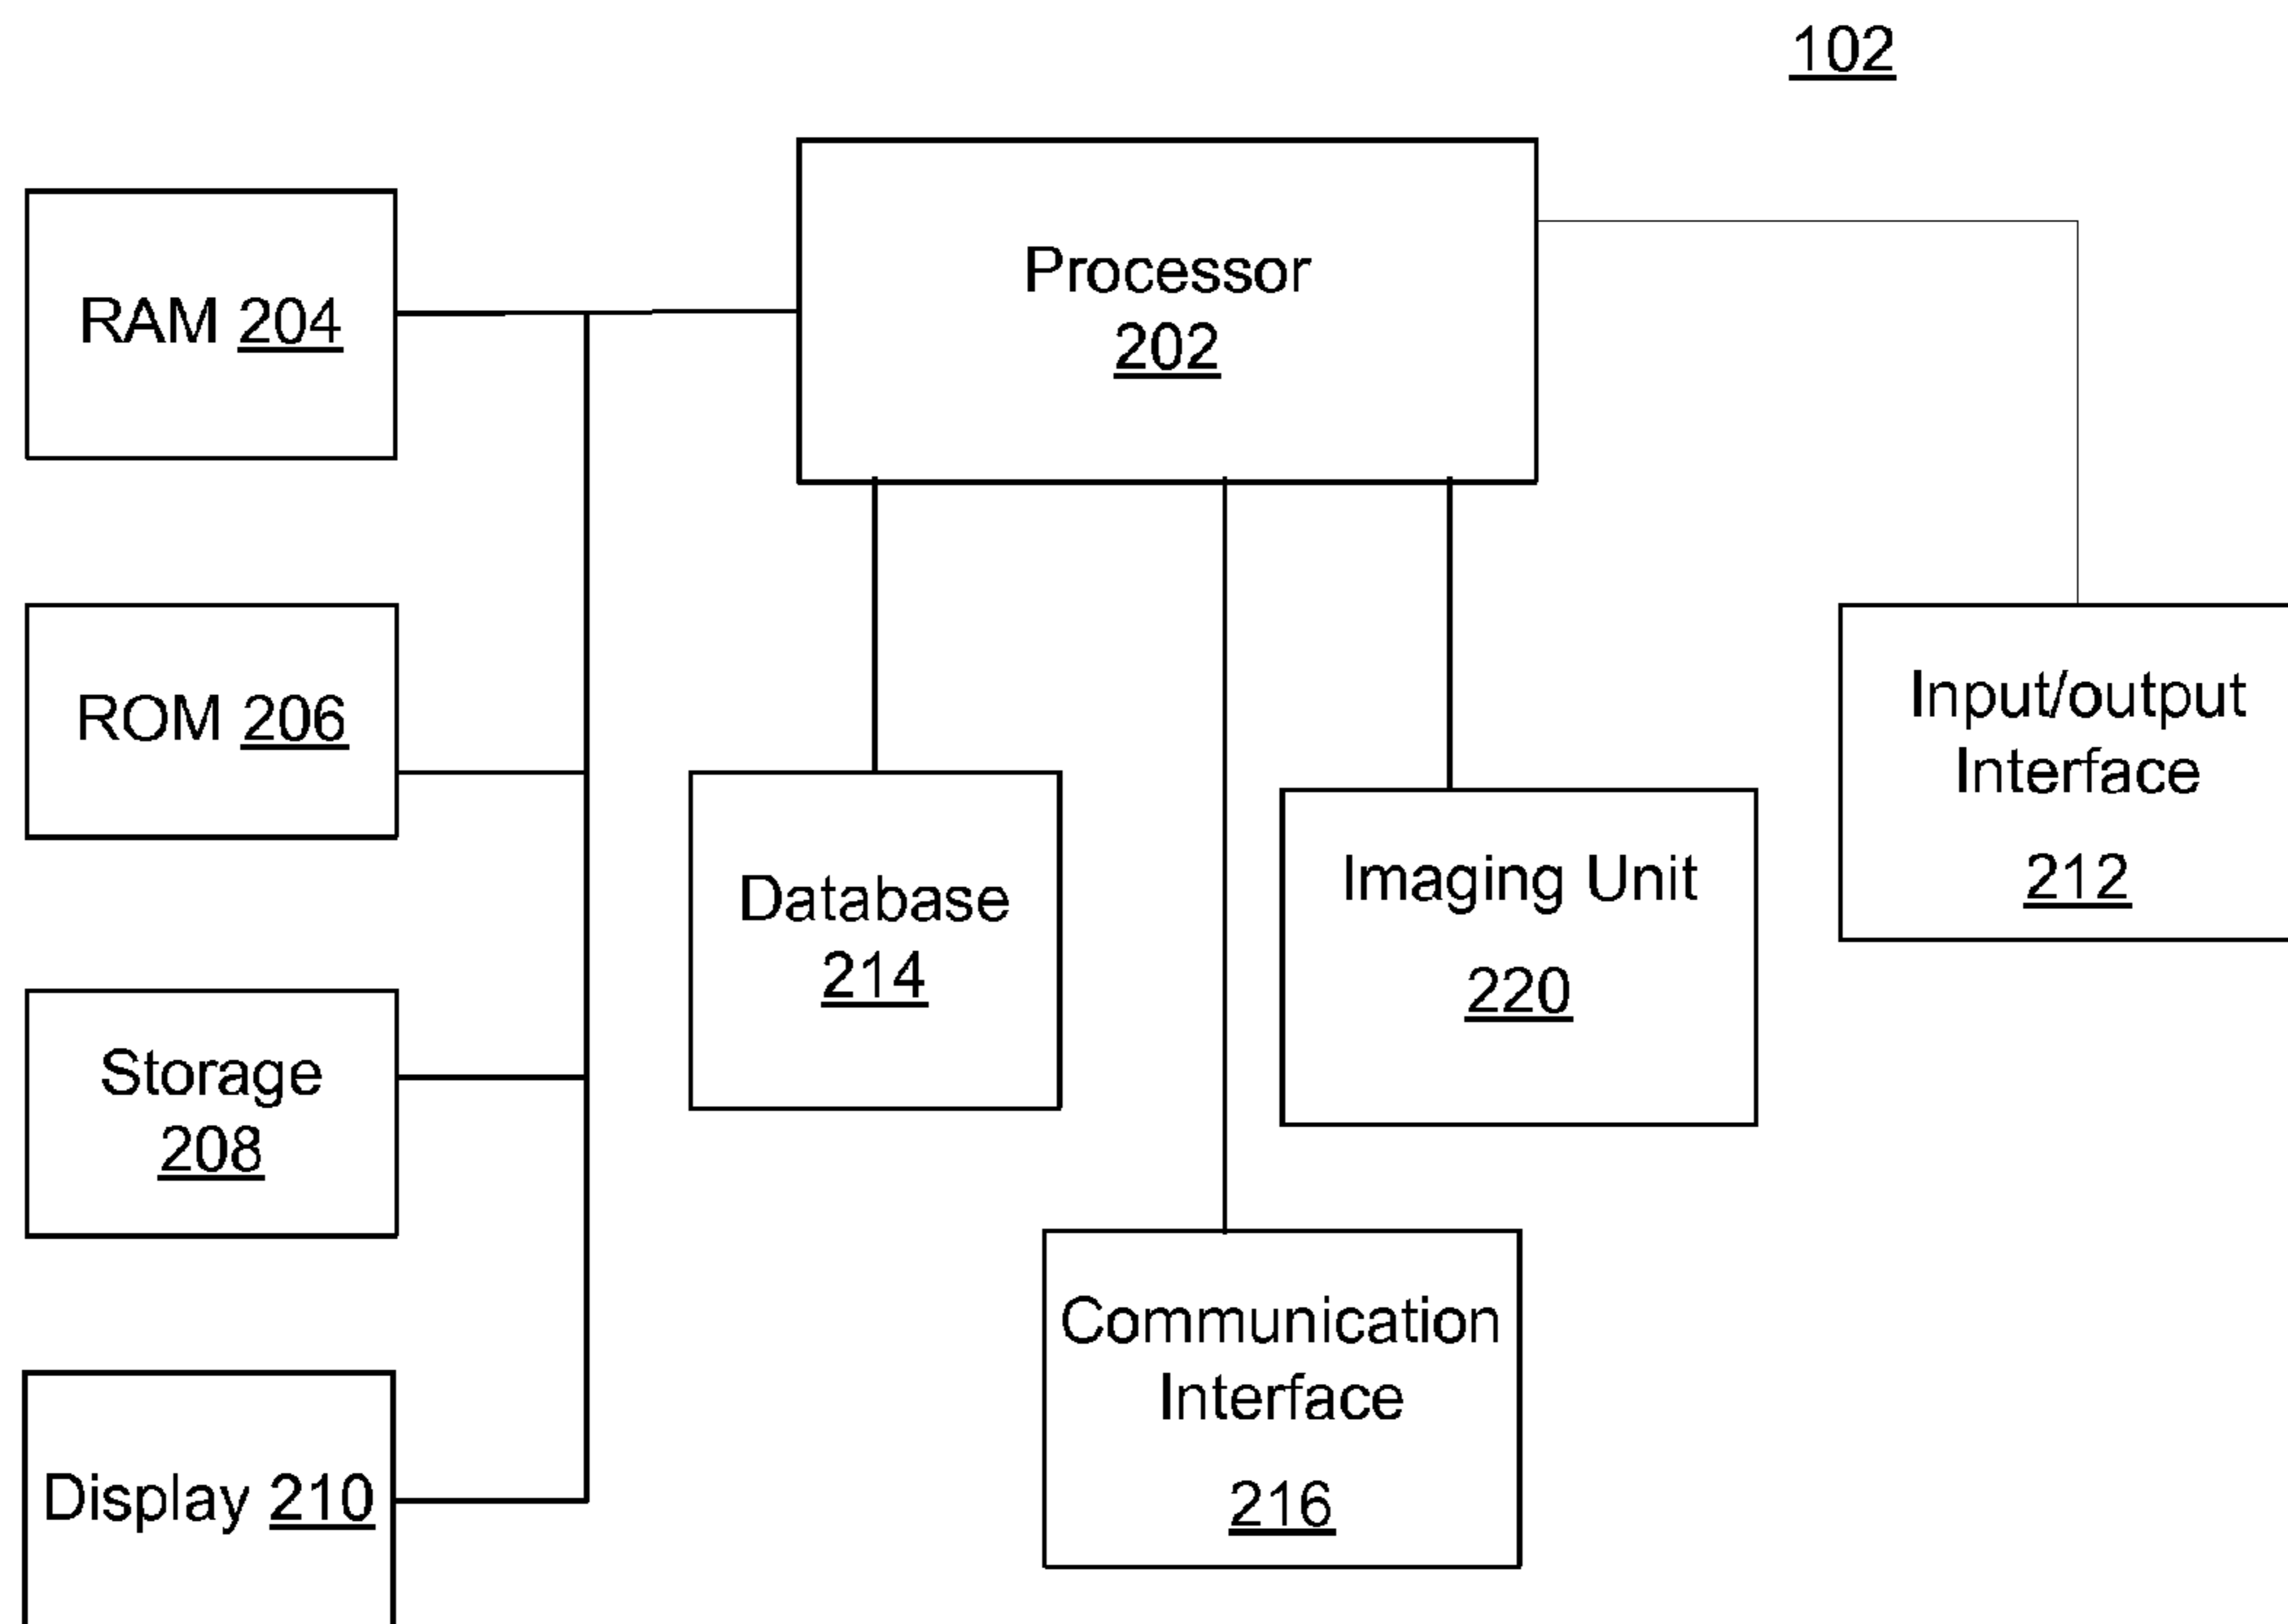 102
Processor
202
RAM 204
ROM 206
Storage
208
Display 210
Database
214
Imaging Unit
220
Input/output
Interface
212
Communication
Interface
216